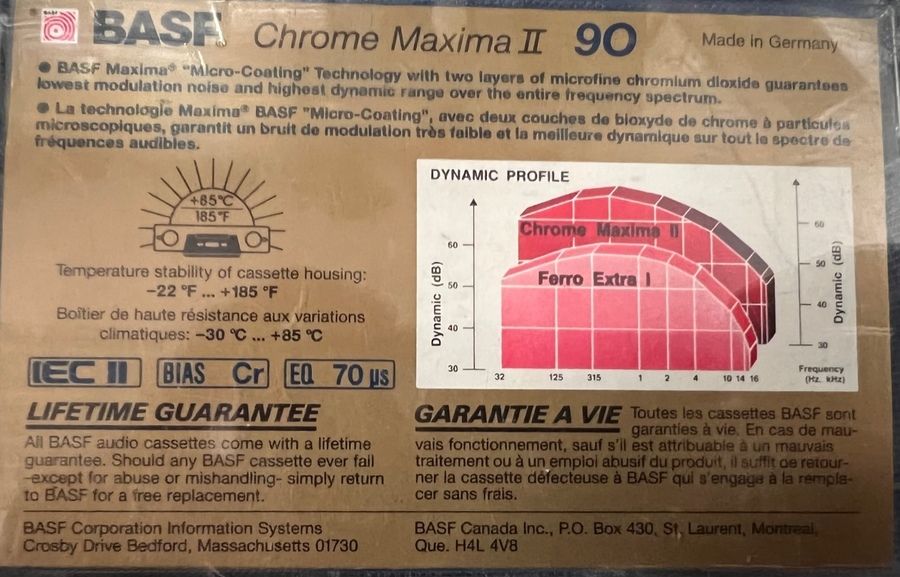 BASF Chrome Maxima II 90 Made in Germany
• BASF Maxima® "Micro-Coating" Technology with two layers of microfine chromium dioxide guarantees
lowest modulation noise and highest dynamic range over the entire frequency spectrum.
• La technologie Maxima® BASF "Micro-Coating", avec deux couches de bioxyde de chrome à particules
microscopiques, garantit un bruit de modulation très faible et la meilleure dynamique sur tout le spectre de
fréquences audibles.
+85°C
185°F
Temperature stability of cassette housing:
-22 °F ... +185 °F
Boîtier de haute résistance aux variations
climatiques: -30 °C ... +85 °C
IEC II BIAS Cr EQ 70 µs
DYNAMIC PROFILE
Chrome Maxima II
Ferro Extra I
Dynamic (dB)
60
50
40
30
32 125 315 1 2 4 10 14 16
Frequency
(Hz, kHz)
60
50
40
30
Dynamic (dB)
LIFETIME GUARANTEE
All BASF audio cassettes come with a lifetime
guarantee. Should any BASF cassette ever fail
-except for abuse or mishandling- simply return
to BASF for a free replacement.
GARANTIE A VIE Toutes les cassettes BASF sont
garanties à vie. En cas de mau-
vais fonctionnement, sauf s'il est attribuable à un mauvais
traitement ou à un emploi abusif du produit, il suffit de retour-
ner la cassette défecteuse à BASF qui s'engage à la rempla-
cer sans frais.
BASF Corporation Information Systems
Crosby Drive Bedford, Massachusetts 01730
BASF Canada Inc., P.O. Box 430, St. Laurent, Montreal,
Que. H4L 4V8